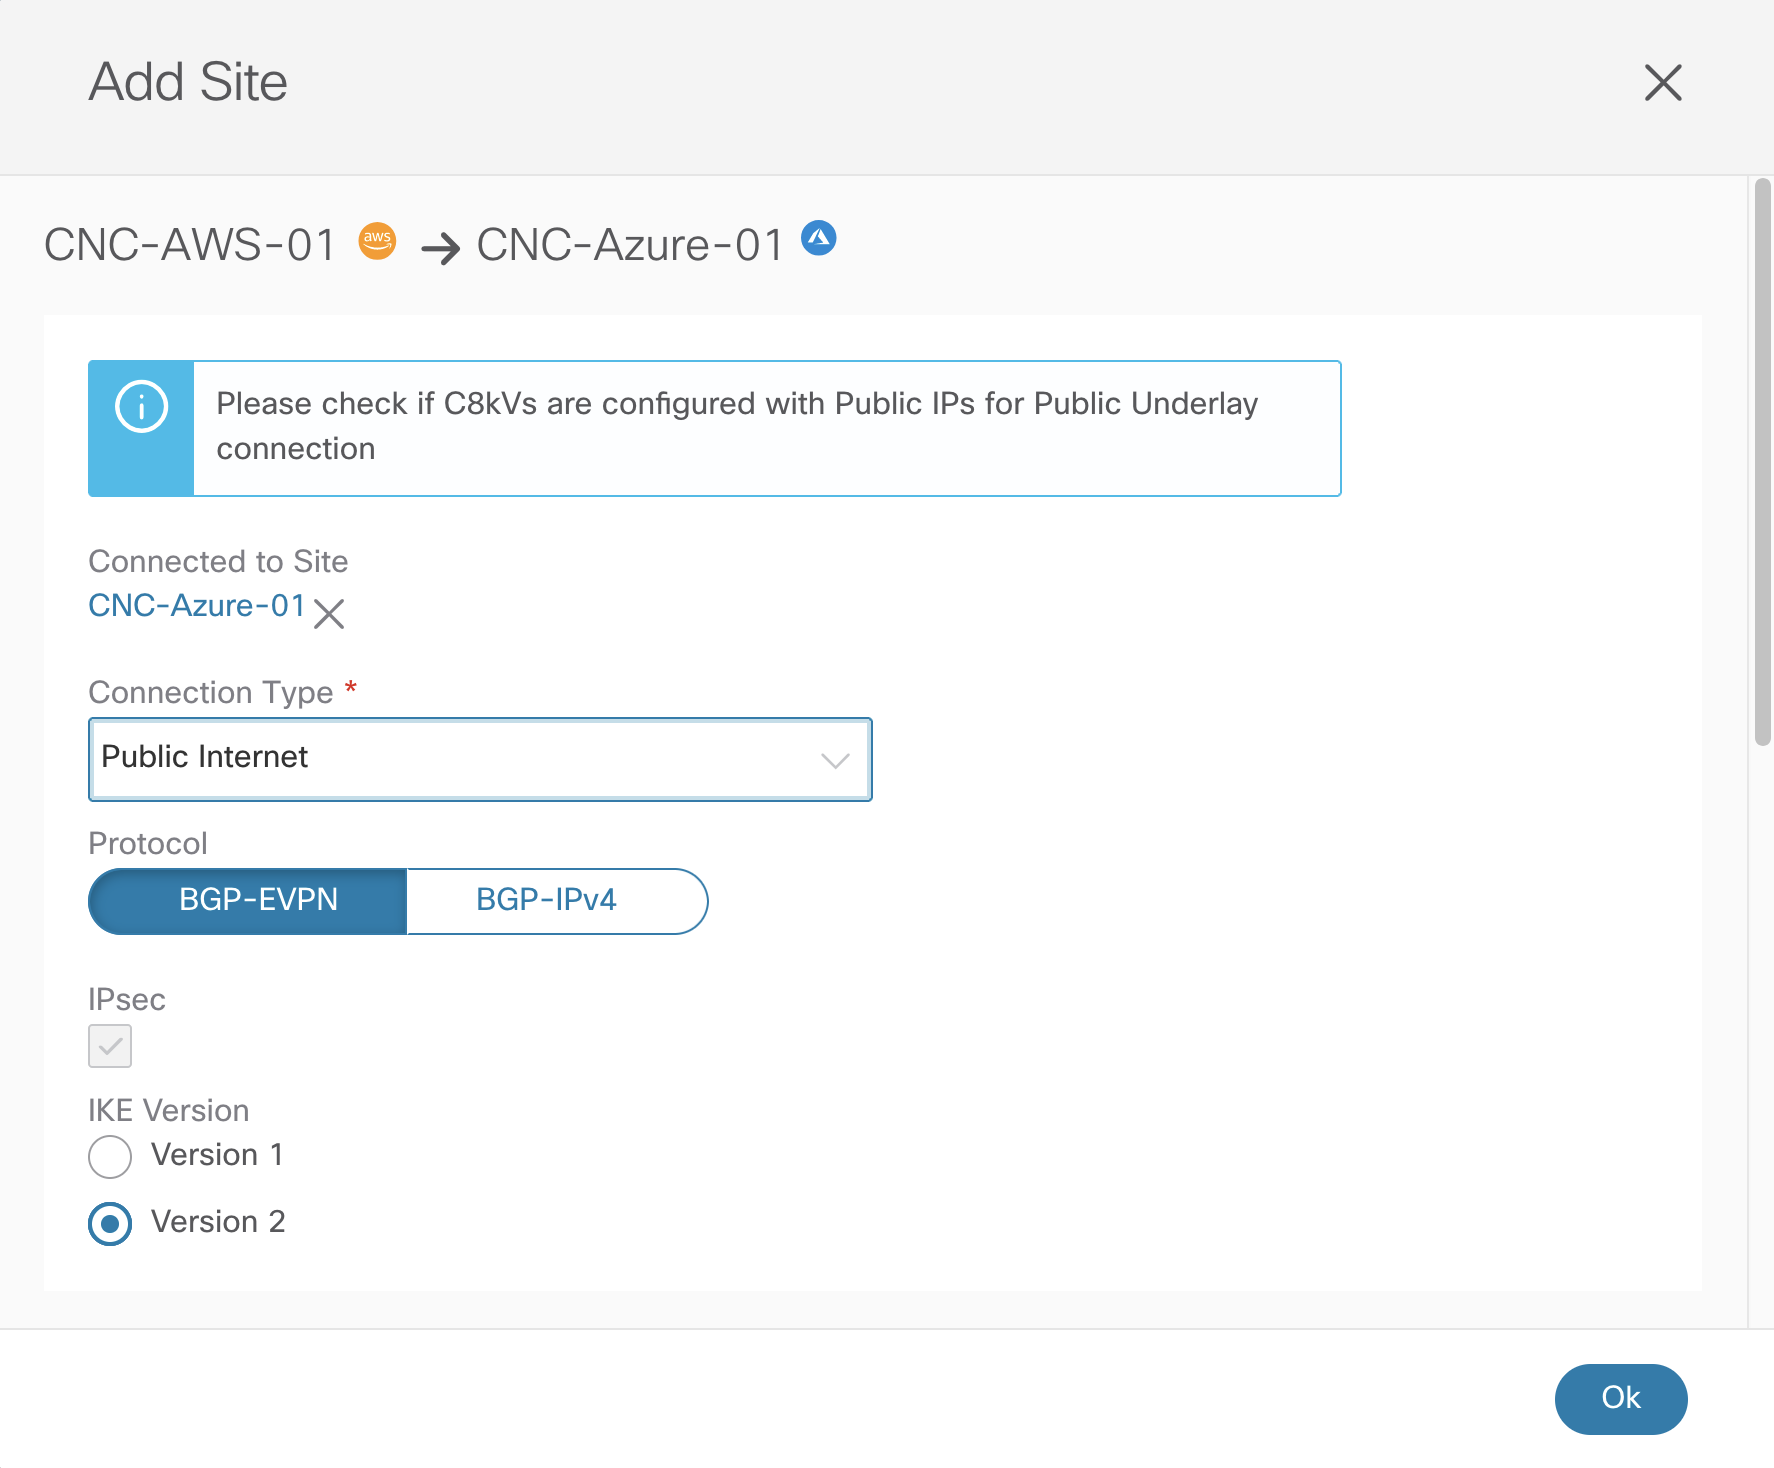 Add Site
CNC-AWS-01 aws → CNC-Azure-01
Please check if C8kVs are configured with Public IPs for Public Underlay
connection
Connected to Site
CNC-Azure-01
Connection Type *
Public Internet
Protocol
BGP-EVPN BGP-IPv4
IPsec
IKE Version
Version 1
Version 2
Ok